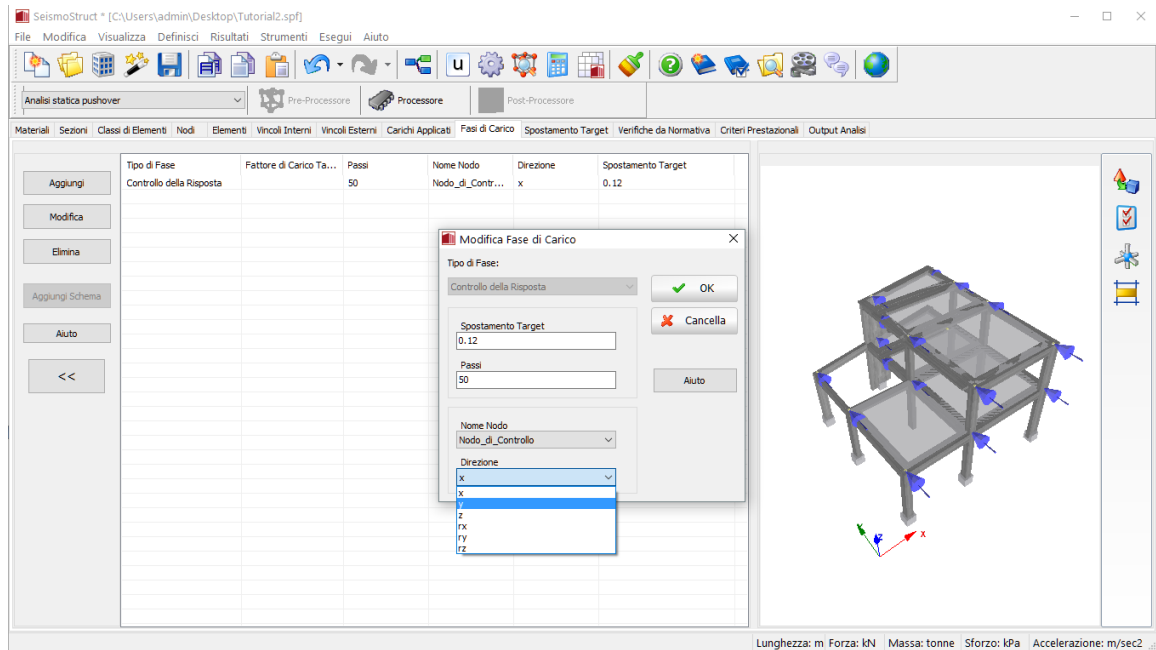 SeismoStruct * [C:\Users\admin\Desktop\Tutorial2.spf]
File Modifica Visualizza Definisci Risultati Strumenti Esegui Aiuto
u
Analisi statica pushover Pre-Processore Processore Post-Processore
Materiali Sezioni Classi di Elementi Nodi Elementi Vincoli Interni Vincoli Esterni Carichi Applicati Fasi di Carico Spostamento Target Verifiche da Normativa Criteri Prestazionali Output Analisi
Tipo di Fase Fattore di Carico Ta... Passi Nome Nodo Direzione Spostamento Target
Controllo della Risposta 50 Nodo_di_Contr... x 0.12
Aggiungi
Modifica
Elimina
Aggiungi Schema
Aiuto
<<
Modifica Fase di Carico
Tipo di Fase:
Controllo della Risposta
OK
Cancella
Aiuto
Spostamento Target
0.12
Passi
50
Nome Nodo
Nodo_di_Controllo
Direzione
x
x
y
z
rx
ry
rz
Y
Z
X
Lunghezza: m Forza: kN Massa: tonne Sforzo: kPa Accelerazione: m/sec2